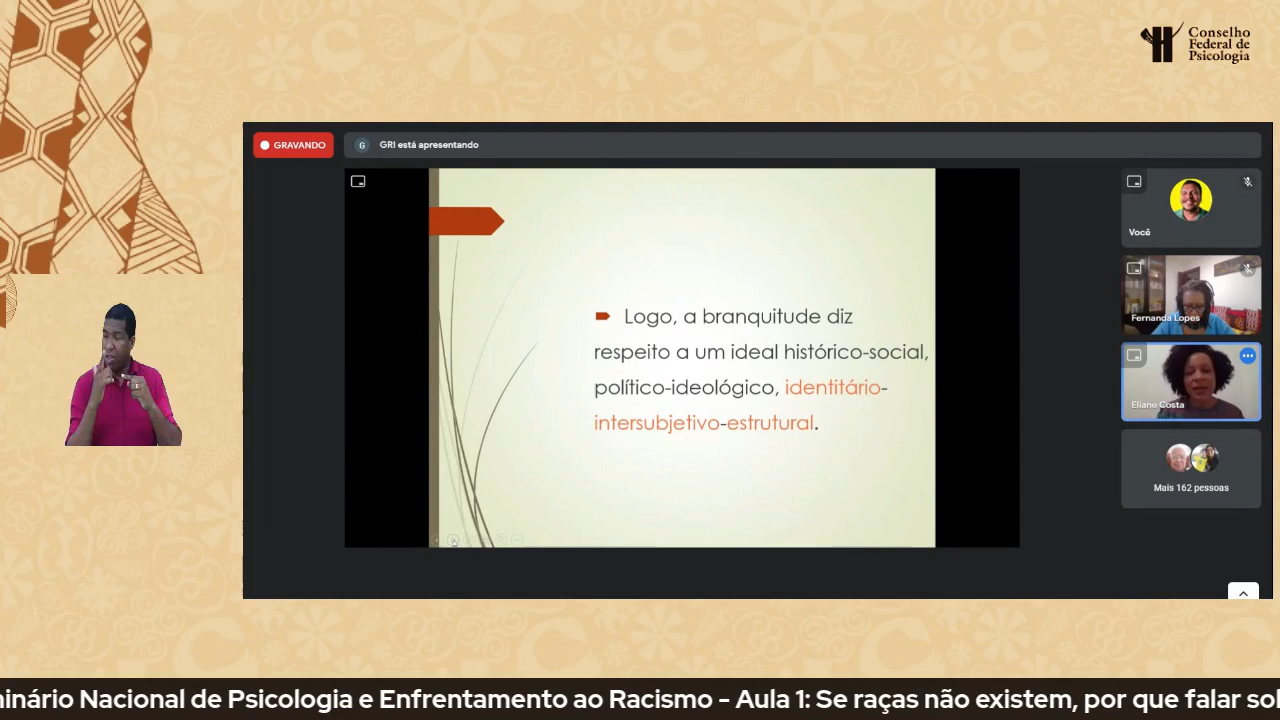 Conselho
Federal de
Psicologia
GRAVANDO
G
GRI está apresentando
Logo, a branquitude diz
respeito a um ideal histórico-social,
político-ideológico, identitário-
intersubjetivo-estrutural.
Você
Fernanda Lopes
Eliane Costa
Mais 162 pessoas
inário Nacional de Psicologia e Enfrentamento ao Racismo - Aula 1: Se raças não existem, por que falar so